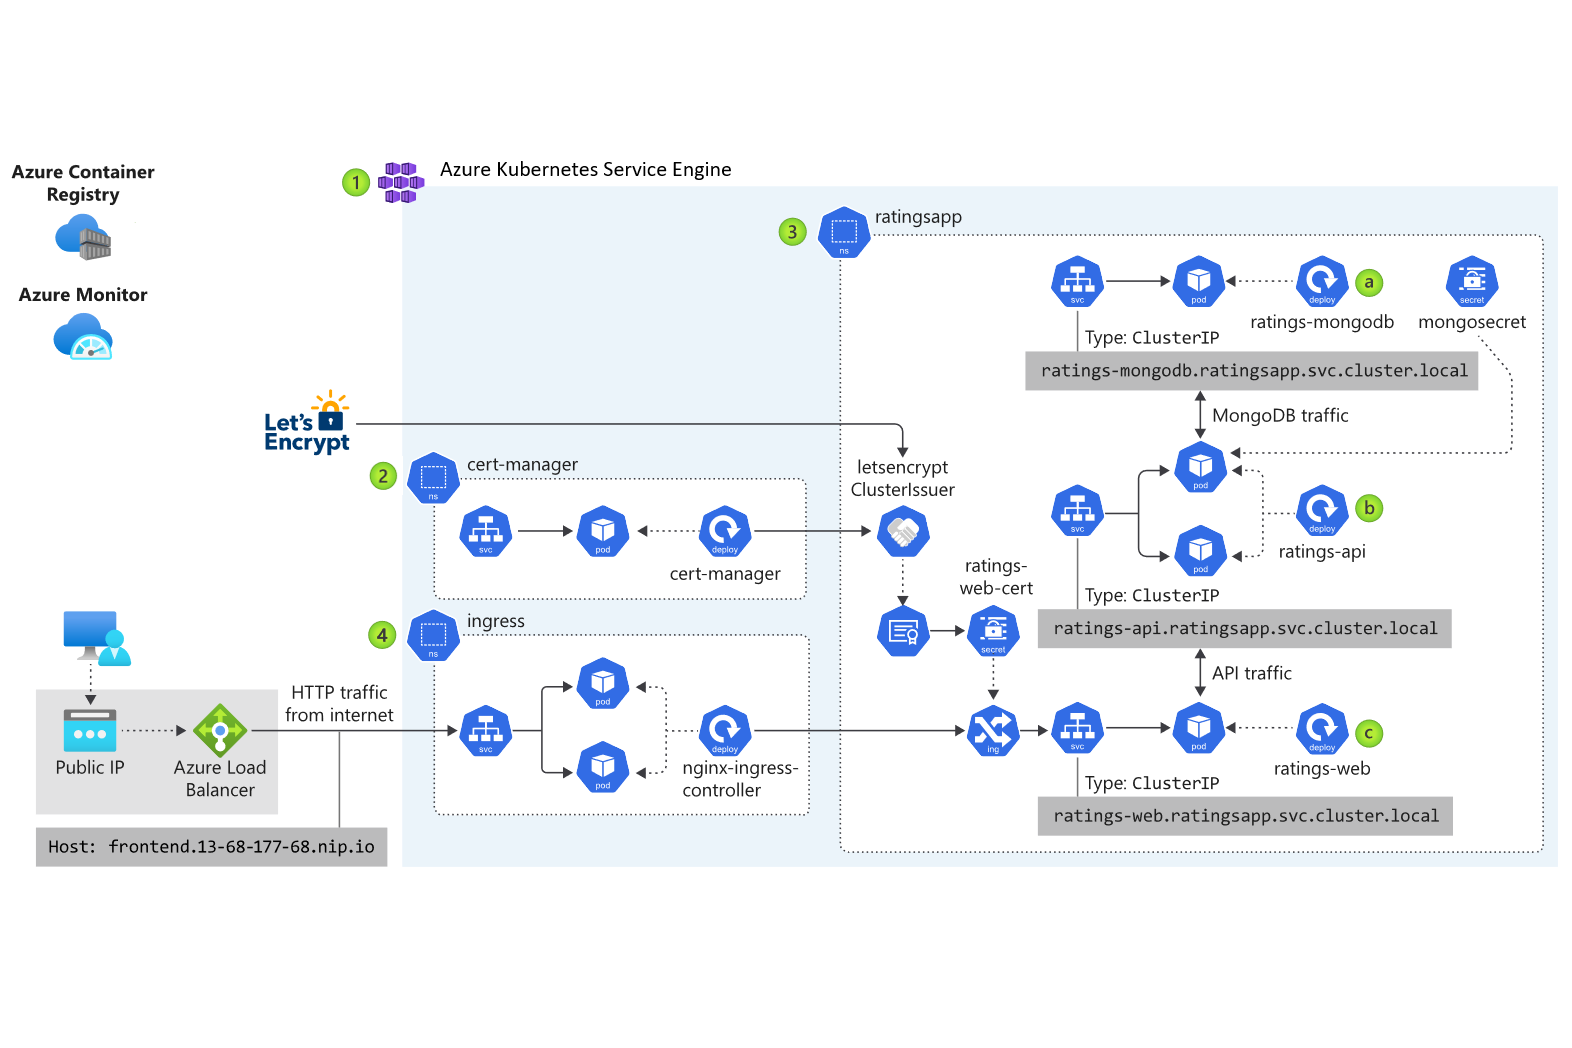 Azure Container
Registry
Azure Monitor
1
Azure Kubernetes Service Engine
3
ns
ratingsapp
svc
pod
deploy
a
secret
ratings-mongodb
mongosecret
Type: ClusterIP
ratings-mongodb.ratingsapp.svc.cluster.local
MongoDB traffic
Let's
Encrypt
letsencrypt
ClusterIssuer
2
ns
cert-manager
svc
pod
deploy
cert-manager
pod
svc
pod
deploy
b
ratings-api
Type: ClusterIP
ratings-api.ratingsapp.svc.cluster.local
API traffic
ratings-
web-cert
secret
4
ns
ingress
HTTP traffic
from internet
svc
pod
pod
deploy
nginx-ingress-
controller
Public IP
Azure Load
Balancer
Host: frontend.13-68-177-68.nip.io
ing
svc
pod
deploy
c
ratings-web
Type: ClusterIP
ratings-web.ratingsapp.svc.cluster.local